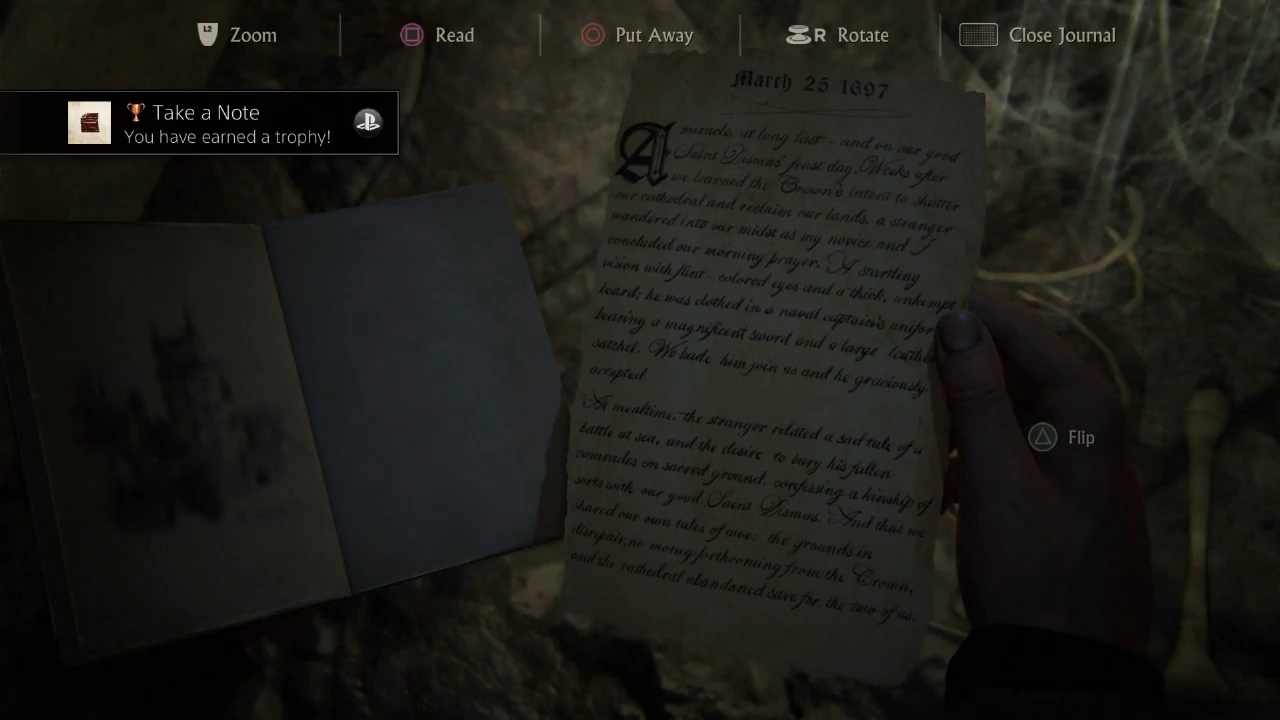 Zoom
Read
Put Away
R Rotate
Close Journal
L2
Take a Note
You have earned a trophy!
March 25 1697
A miracle, at long last - and on our good
Saint Dismas' feast day. Weeks after
we learned the Crown's intent to shutter
our cathedral and reclaim our lands, a stranger
wandered into our midst as my novice and I
concluded our morning prayer. A startling
vision with flint-colored eyes and a thick, unkempt
beard; he was clothed in a naval captain's unifor
bearing a magnificent sword and a large leathe
satchel. We bade him join us and he graciously
accepted.
At mealtime, the stranger related a sad tale of a
battle at sea, and the desire to bury his fallen
comrades on sacred ground, confessing a kinship of
sorts with our good Saint Dismas. And thus we
shared our own tales of woe: the grounds in
disrepair, no money forthcoming from the Crown,
and the cathedral abandoned save for the two of us.
Flip